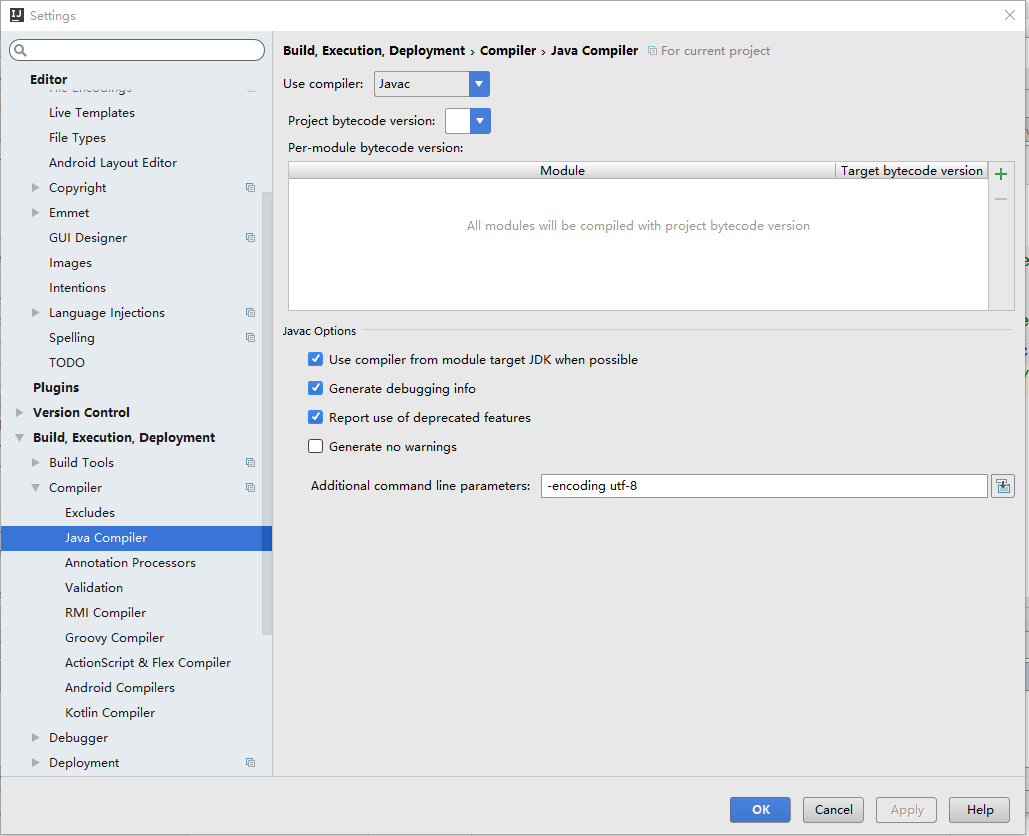 Settings
Build, Execution, Deployment › Compiler › Java Compiler For current project
Editor
File Encodings
Live Templates
File Types
Android Layout Editor
Copyright
Emmet
GUI Designer
Images
Intentions
Language Injections
Spelling
TODO
Plugins
Version Control
Build, Execution, Deployment
Build Tools
Compiler
Excludes
Java Compiler
Annotation Processors
Validation
RMI Compiler
Groovy Compiler
ActionScript & Flex Compiler
Android Compilers
Kotlin Compiler
Debugger
Deployment
Use compiler: Javac
Project bytecode version:
Per-module bytecode version:
Module Target bytecode version
All modules will be compiled with project bytecode version
Javac Options
Use compiler from module target JDK when possible
Generate debugging info
Report use of deprecated features
Generate no warnings
Additional command line parameters: -encoding utf-8
OK Cancel Apply Help